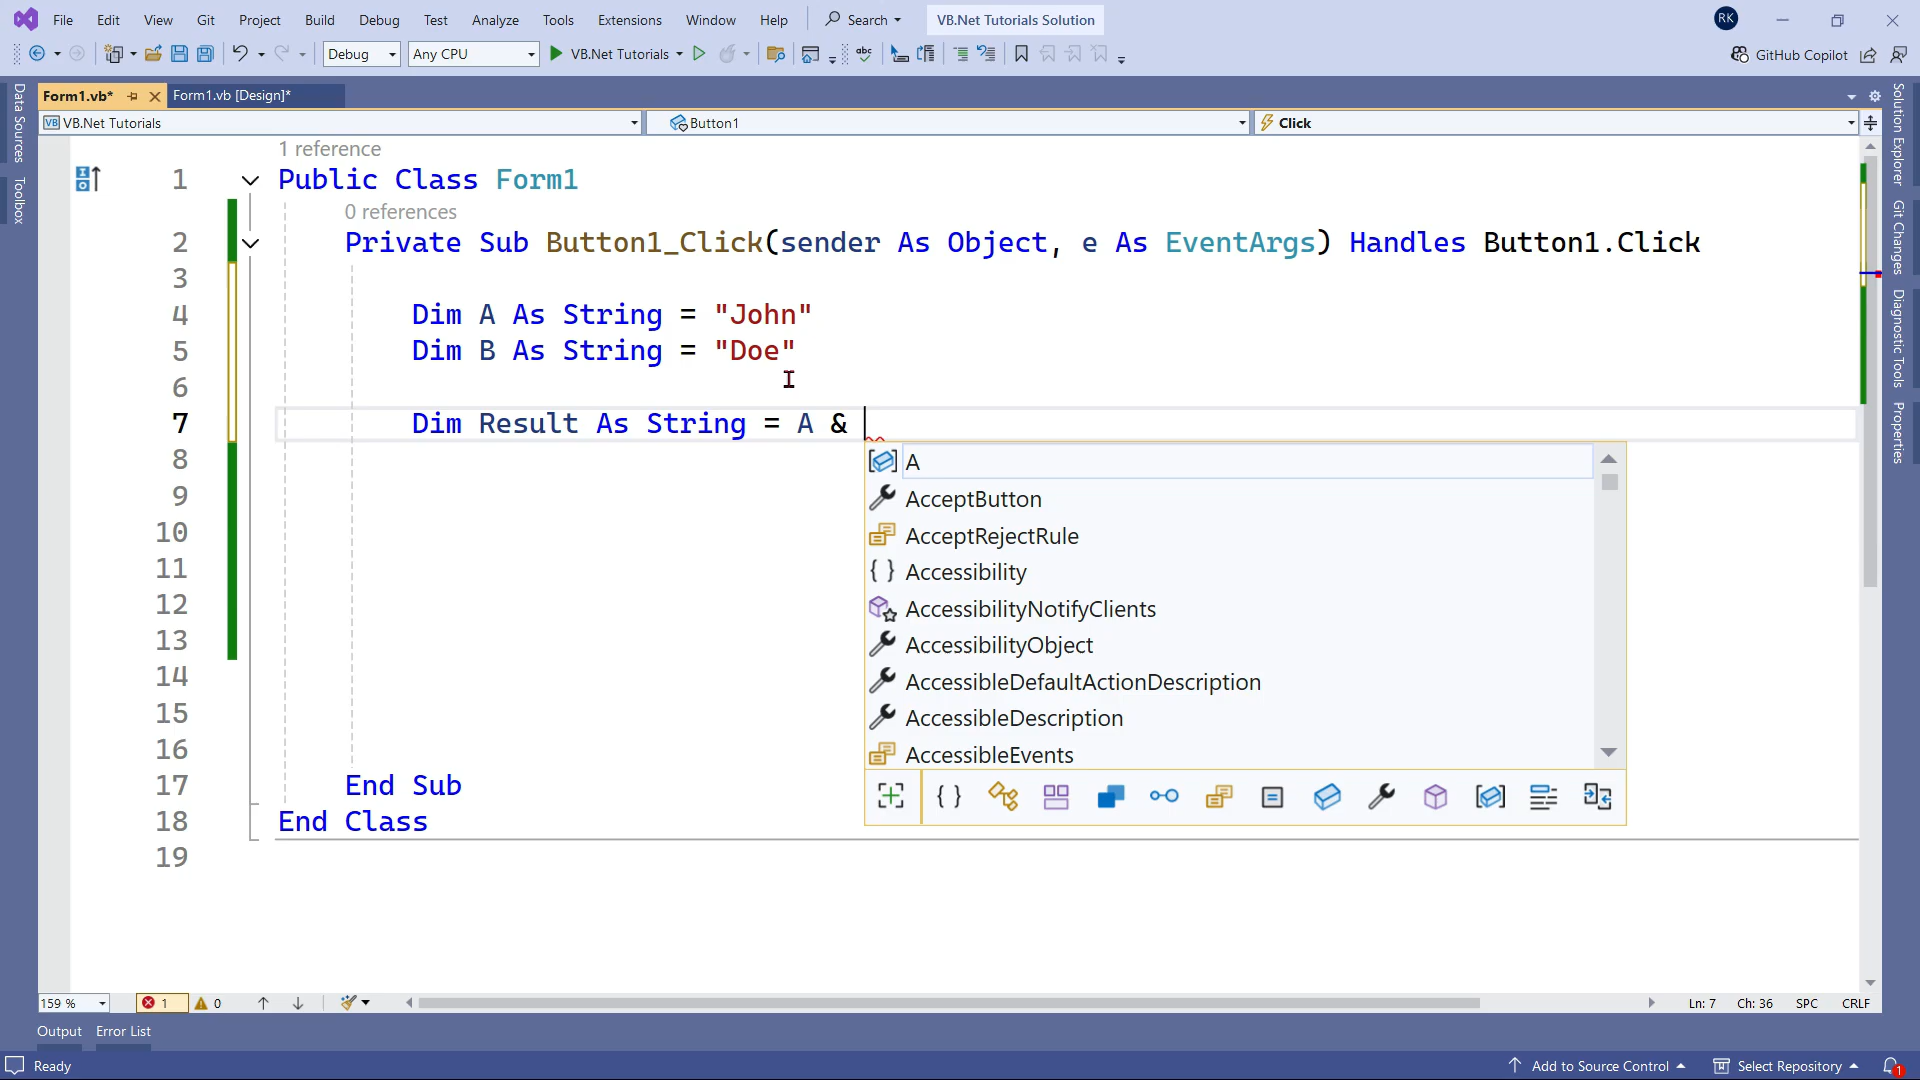 File Edit View Git Project Build Debug Test Analyze Tools Extensions Window Help Search VB.Net Tutorials Solution RK
Debug Any CPU VB.Net Tutorials abc GitHub Copilot
Form1.vb* Form1.vb [Design]*
VB VB.Net Tutorials Button1 Click
Data Sources
Toolbox
1 reference
1 Public Class Form1
0 references
2 Private Sub Button1_Click(sender As Object, e As EventArgs) Handles Button1.Click
3
4 Dim A As String = "John"
5 Dim B As String = "Doe"
6
7 Dim Result As String = A &
8
9
10
11
12
13
14
15
16
17 End Sub
18 End Class
19
A
AcceptButton
AcceptRejectRule
Accessibility
AccessibilityNotifyClients
AccessibilityObject
AccessibleDefaultActionDescription
AccessibleDescription
AccessibleEvents
Solution Explorer
Git Changes
Diagnostic Tools
Properties
159 % 1 0 Ln: 7 Ch: 36 SPC CRLF
Output Error List
Ready Add to Source Control Select Repository 1